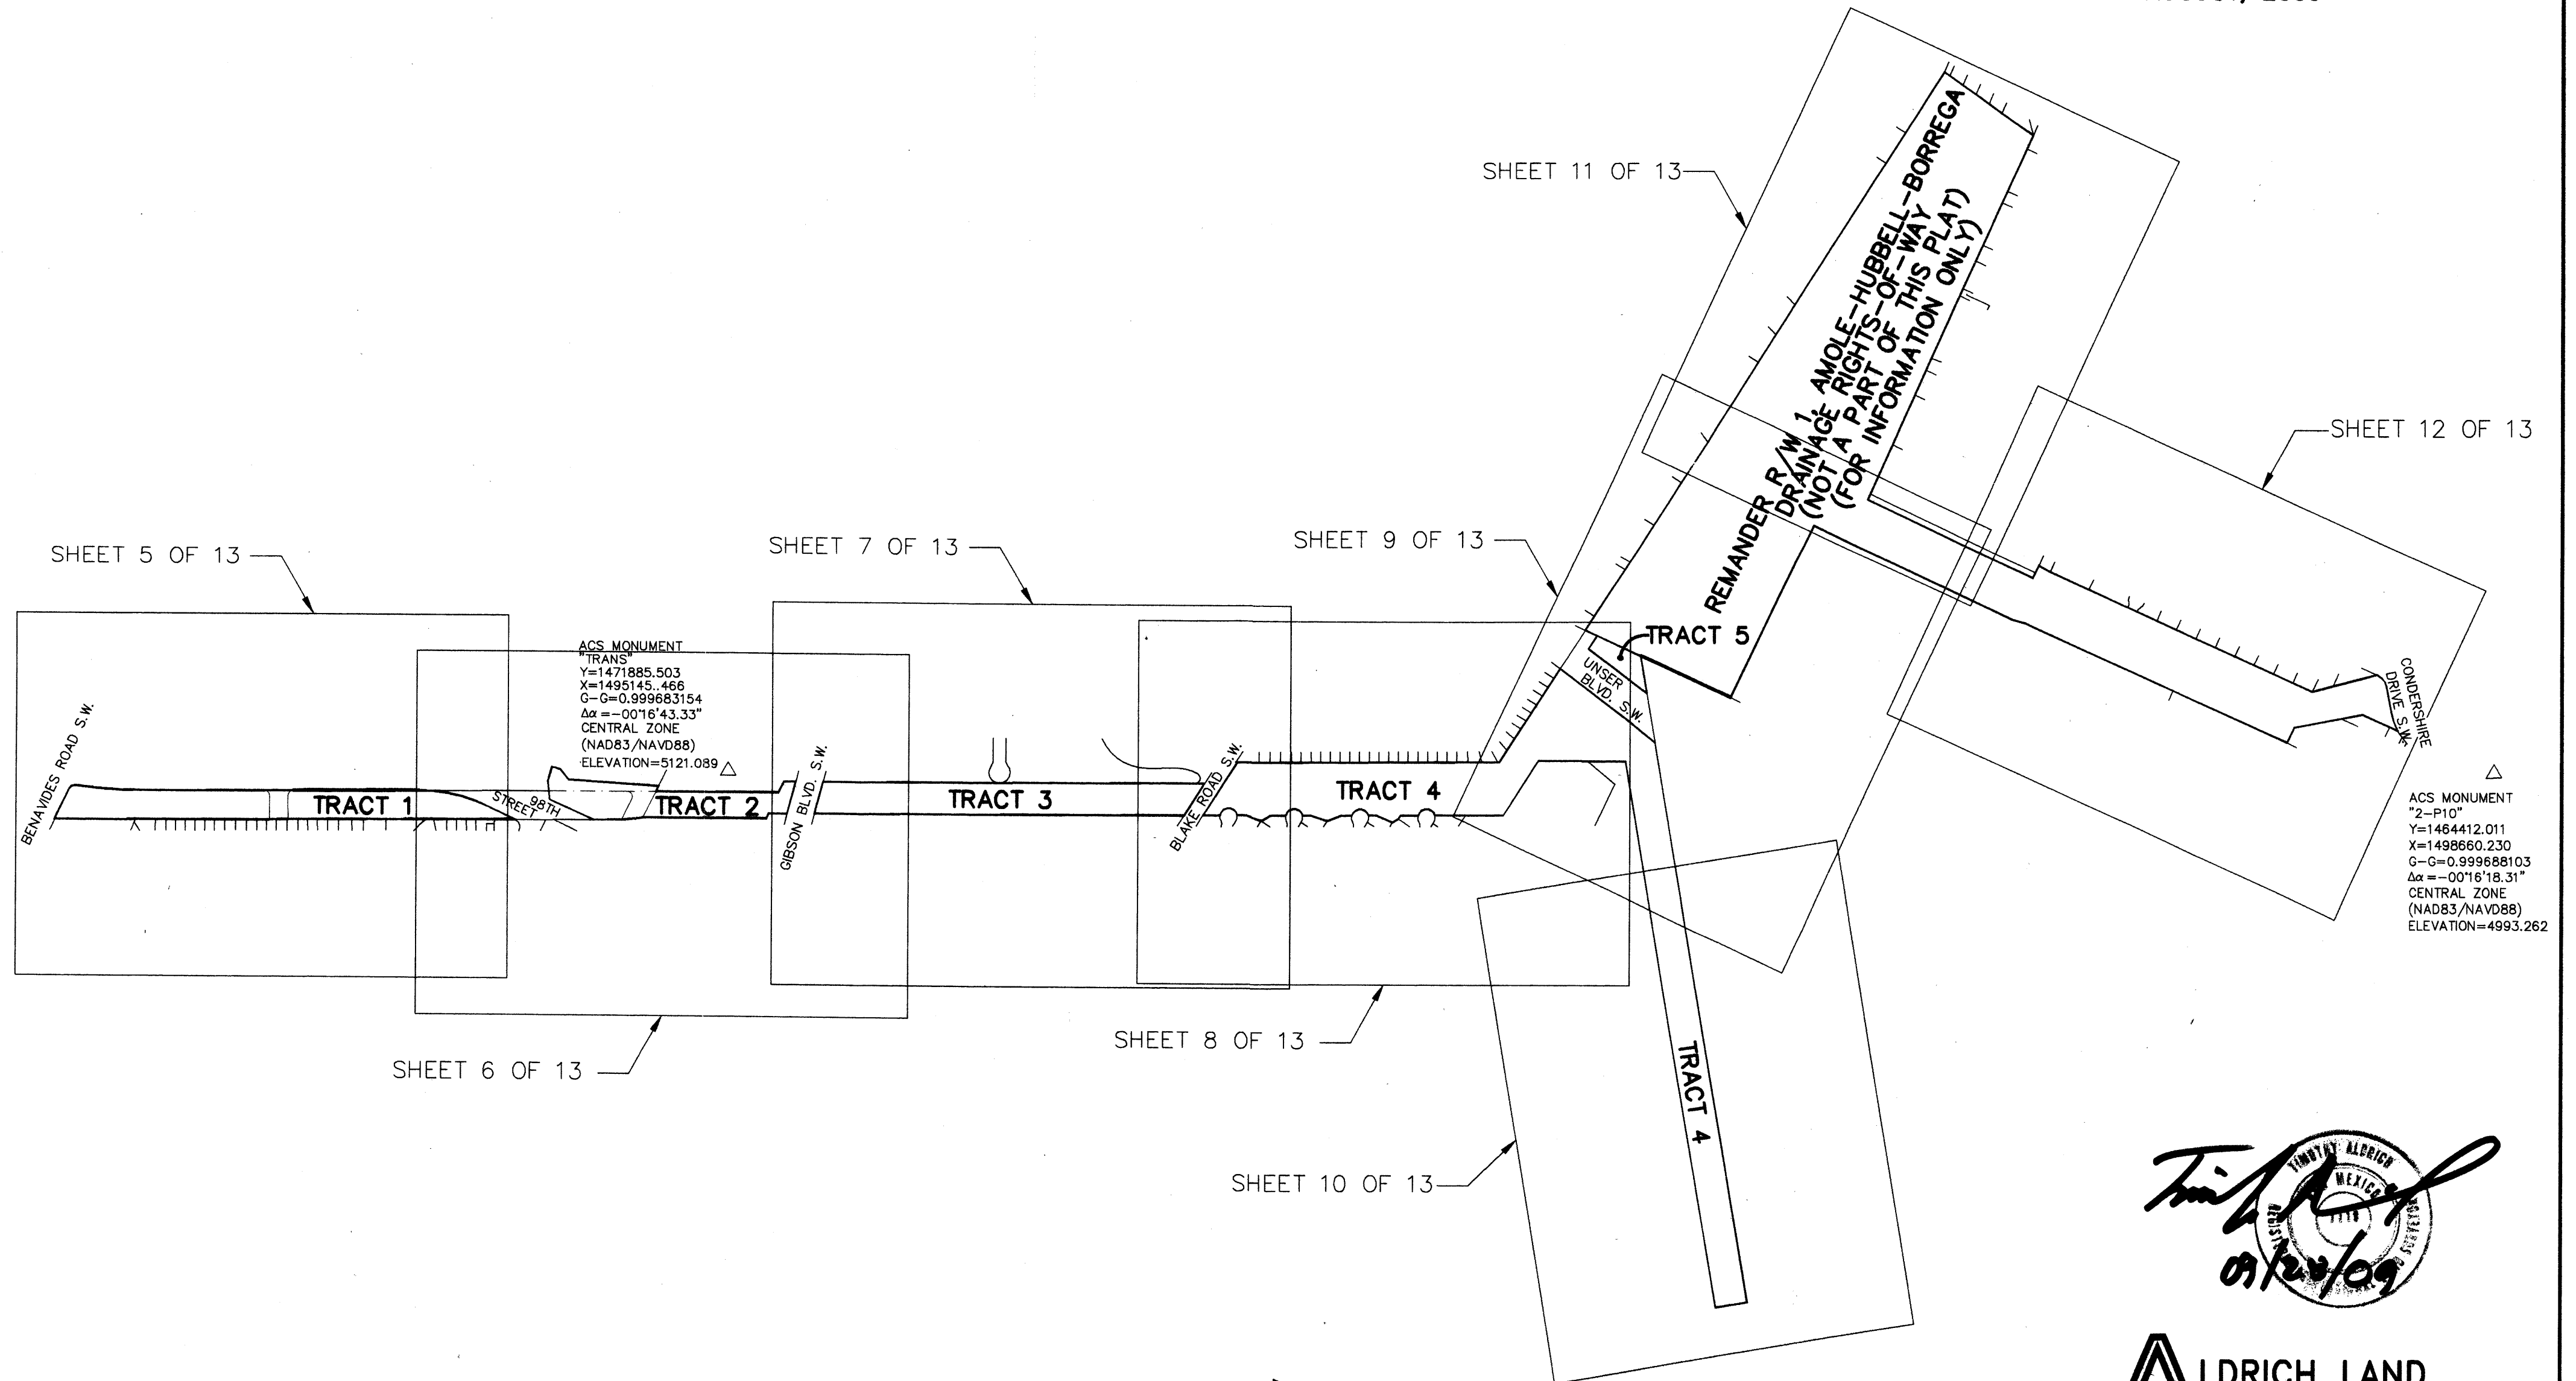 SHEET 11 OF 13
REMANDER R/W 1, AMOLE-HUBBELL-BORREGA
DRAINAGE RIGHTS-OF-WAY
(NOT A PART OF THIS PLAT)
(FOR INFORMATION ONLY)
SHEET 12 OF 13
SHEET 5 OF 13
SHEET 7 OF 13
SHEET 9 OF 13
ACS MONUMENT
"TRANS"
Y=1471885.503
X=1495145..466
G-G=0.999683154
Δα=-00°16'43.33"
CENTRAL ZONE
(NAD83/NAVD88)
ELEVATION=5121.089
TRACT 5
UNSER
BLVD. S.W.
BENAVIDES ROAD S.W.
TRACT 1
98TH
STREET
TRACT 2
GIBSON BLVD. S.W.
TRACT 3
BLAKE ROAD S.W.
TRACT 4
CONDERSHIRE
DRIVE S.W.
ACS MONUMENT
"2-P10"
Y=1464412.011
X=1498660.230
G-G=0.999688103
Δα=-00°16'18.31"
CENTRAL ZONE
(NAD83/NAVD88)
ELEVATION=4993.262
SHEET 6 OF 13
SHEET 8 OF 13
TRACT 4
SHEET 10 OF 13
TIMOTHY ALDRICH
MEXICO
ALDRICH LAND